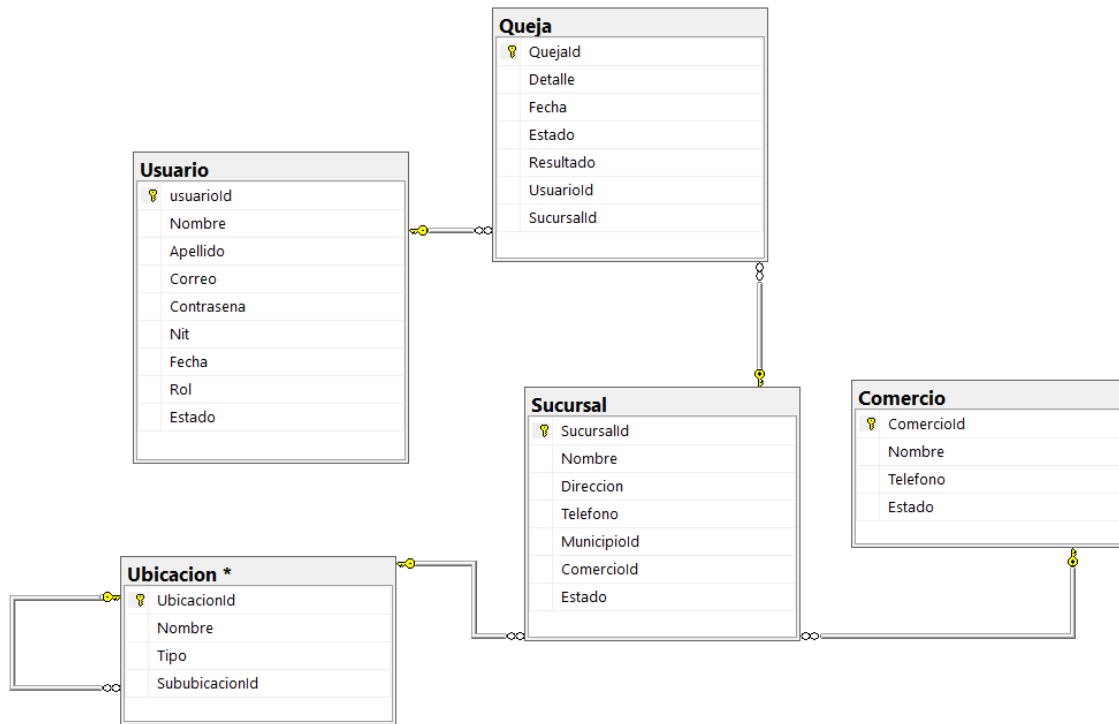 Queja
QuejaId
Detalle
Fecha
Estado
Resultado
UsuarioId
SucursalId
Usuario
usuarioId
Nombre
Apellido
Correo
Contrasena
Nit
Fecha
Rol
Estado
Sucursal
SucursalId
Nombre
Direccion
Telefono
MunicipioId
ComercioId
Estado
Comercio
ComercioId
Nombre
Telefono
Estado
Ubicacion *
UbicacionId
Nombre
Tipo
SububicacionId